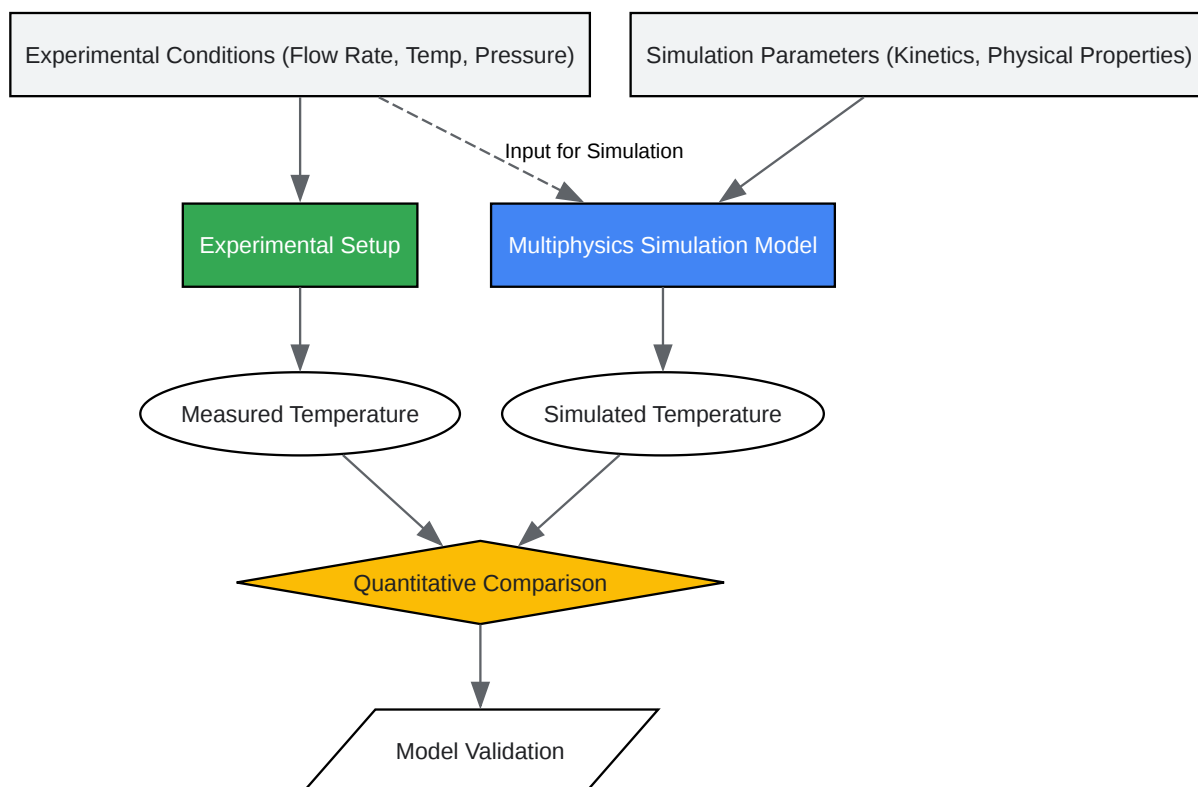 Experimental Conditions (Flow Rate, Temp, Pressure)
Simulation Parameters (Kinetics, Physical Properties)
Input for Simulation
Experimental Setup
Multiphysics Simulation Model
Measured Temperature
Simulated Temperature
Quantitative Comparison
Model Validation